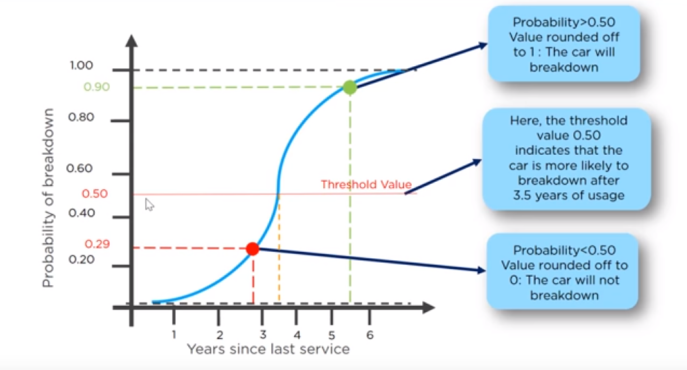 Probability>0.50
Value rounded off
to 1 : The car will
breakdown
Here, the threshold
value 0.50
indicates that the
car is more likely to
breakdown after
3.5 years of usage
Probability<0.50
Value rounded off to
0: The car will not
breakdown
Probability of breakdown
1.00
0.90
0.80
0.60
0.50
0.40
0.29
0.20
Threshold Value
1 2 3 4 5 6
Years since last service